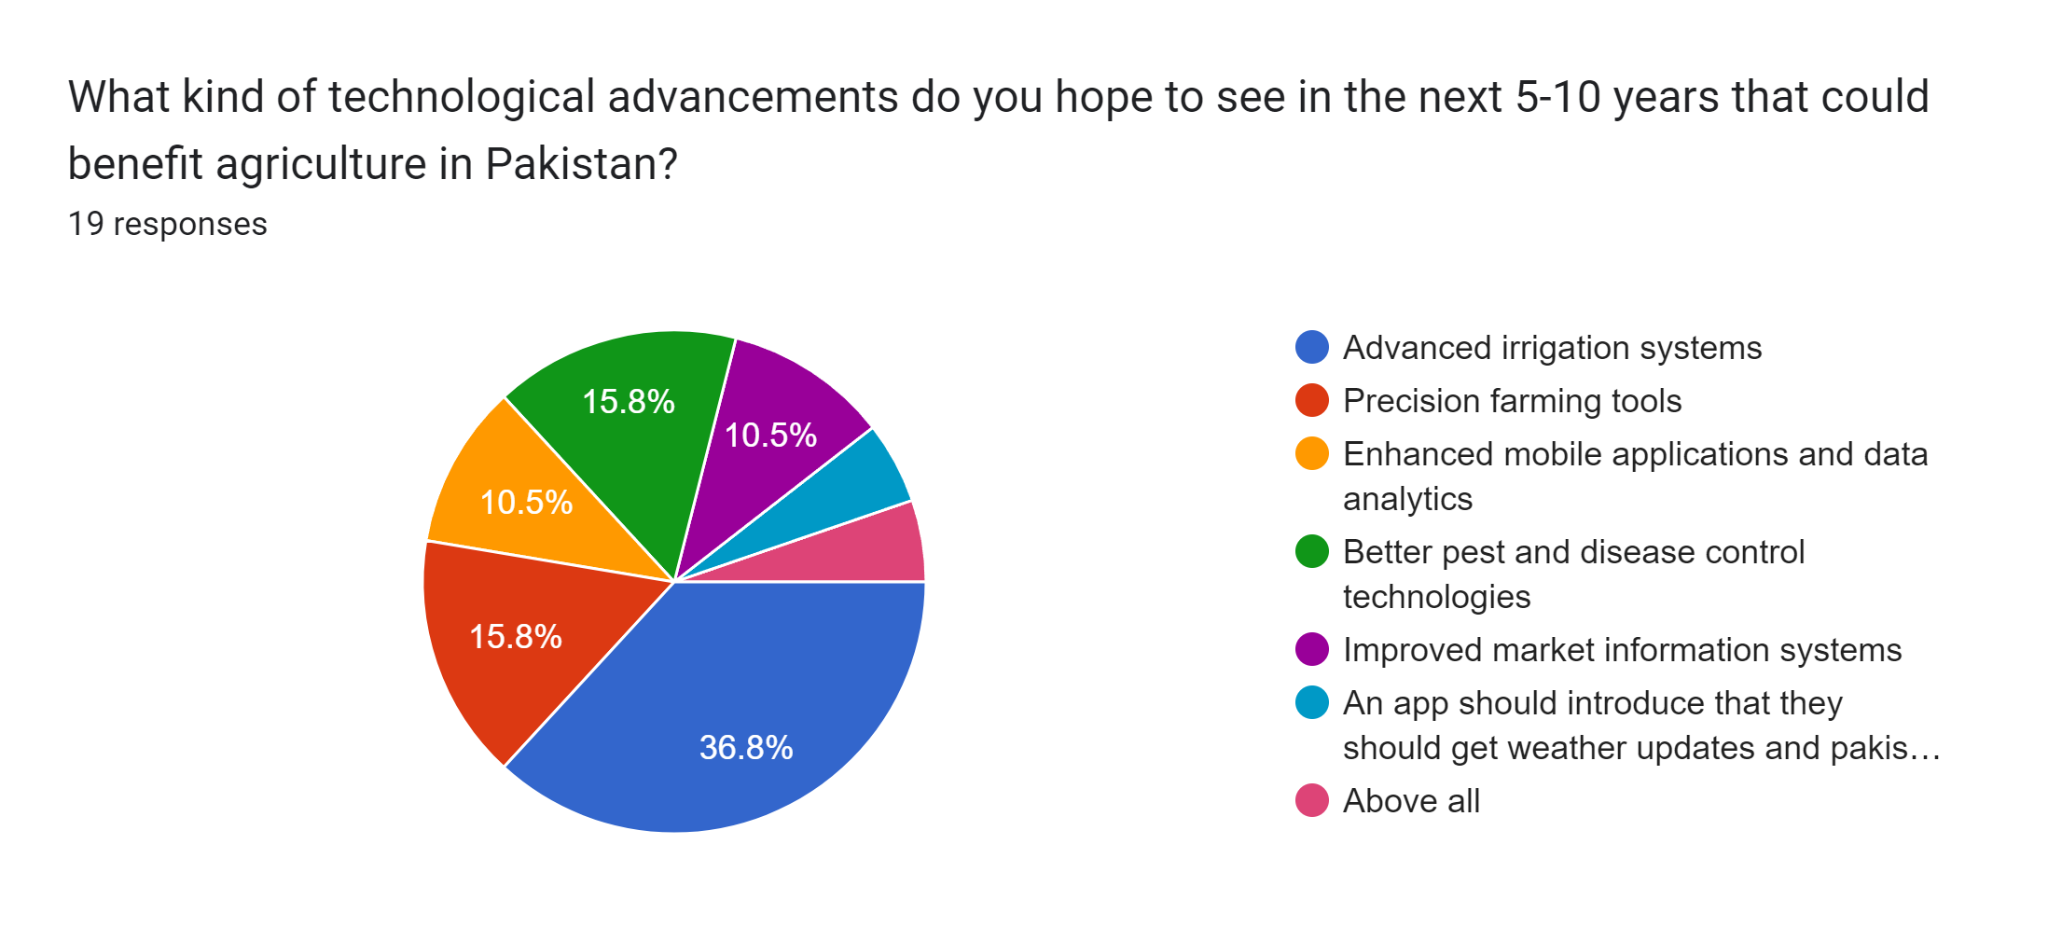 What kind of technological advancements do you hope to see in the next 5-10 years that could
benefit agriculture in Pakistan?
19 responses
15.8%
10.5%
10.5%
15.8%
36.8%
Advanced irrigation systems
Precision farming tools
Enhanced mobile applications and data
analytics
Better pest and disease control
technologies
Improved market information systems
An app should introduce that they
should get weather updates and pakis…
Above all